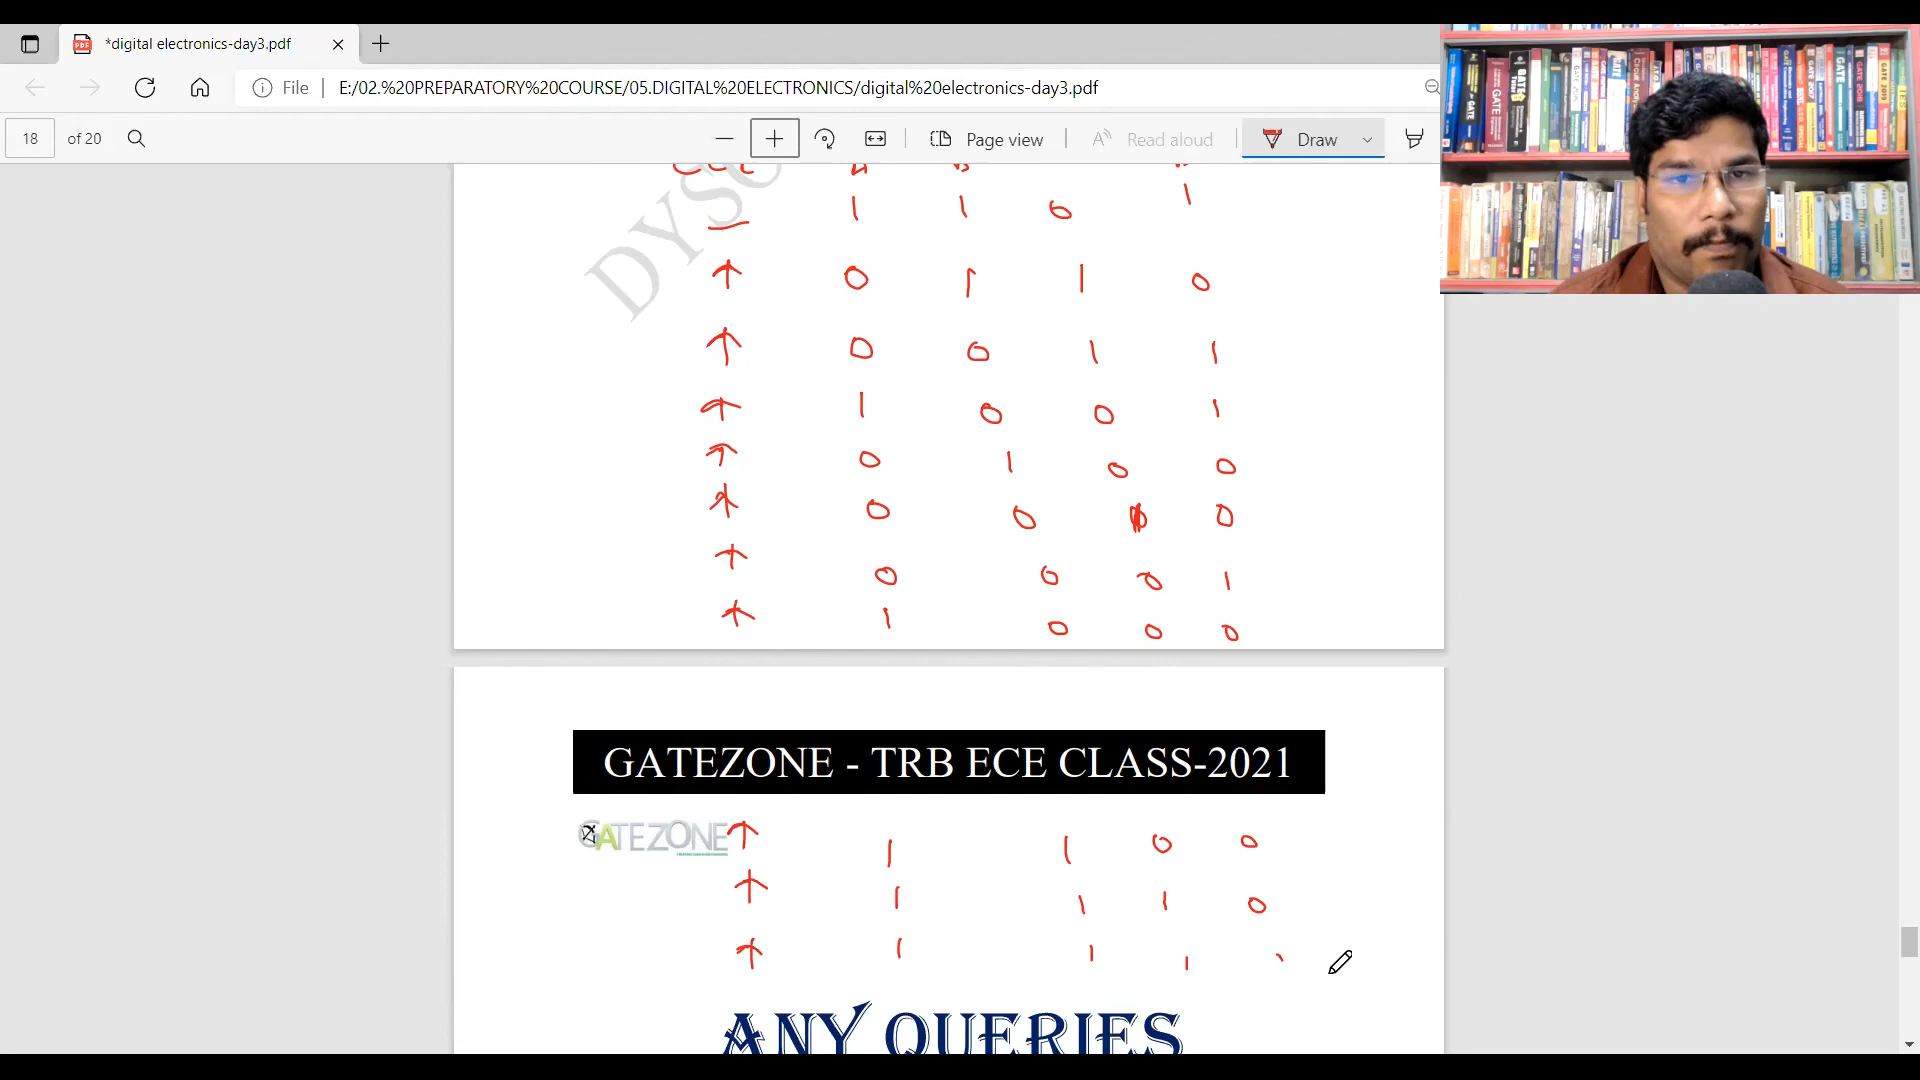 *digital electronics-day3.pdf
File E:/02.%20PREPARATORY%20COURSE/05.DIGITAL%20ELECTRONICS/digital%20electronics-day3.pdf
18 of 20 Page view Read aloud Draw
DYS
1 1 0 1
↑ 0 1 1 0
↑ 0 0 1 1
↑ 1 0 0 1
↑ 0 1 0 0
↑ 0 0 0
↑ 0 0 0 1
↑ 1 0 0 0
GATEZONE - TRB ECE CLASS-2021
GATEZONE
↑ 1 1 0 0
↑ 1 1 1 0
↑ 1 1 1
ANY QUERIES